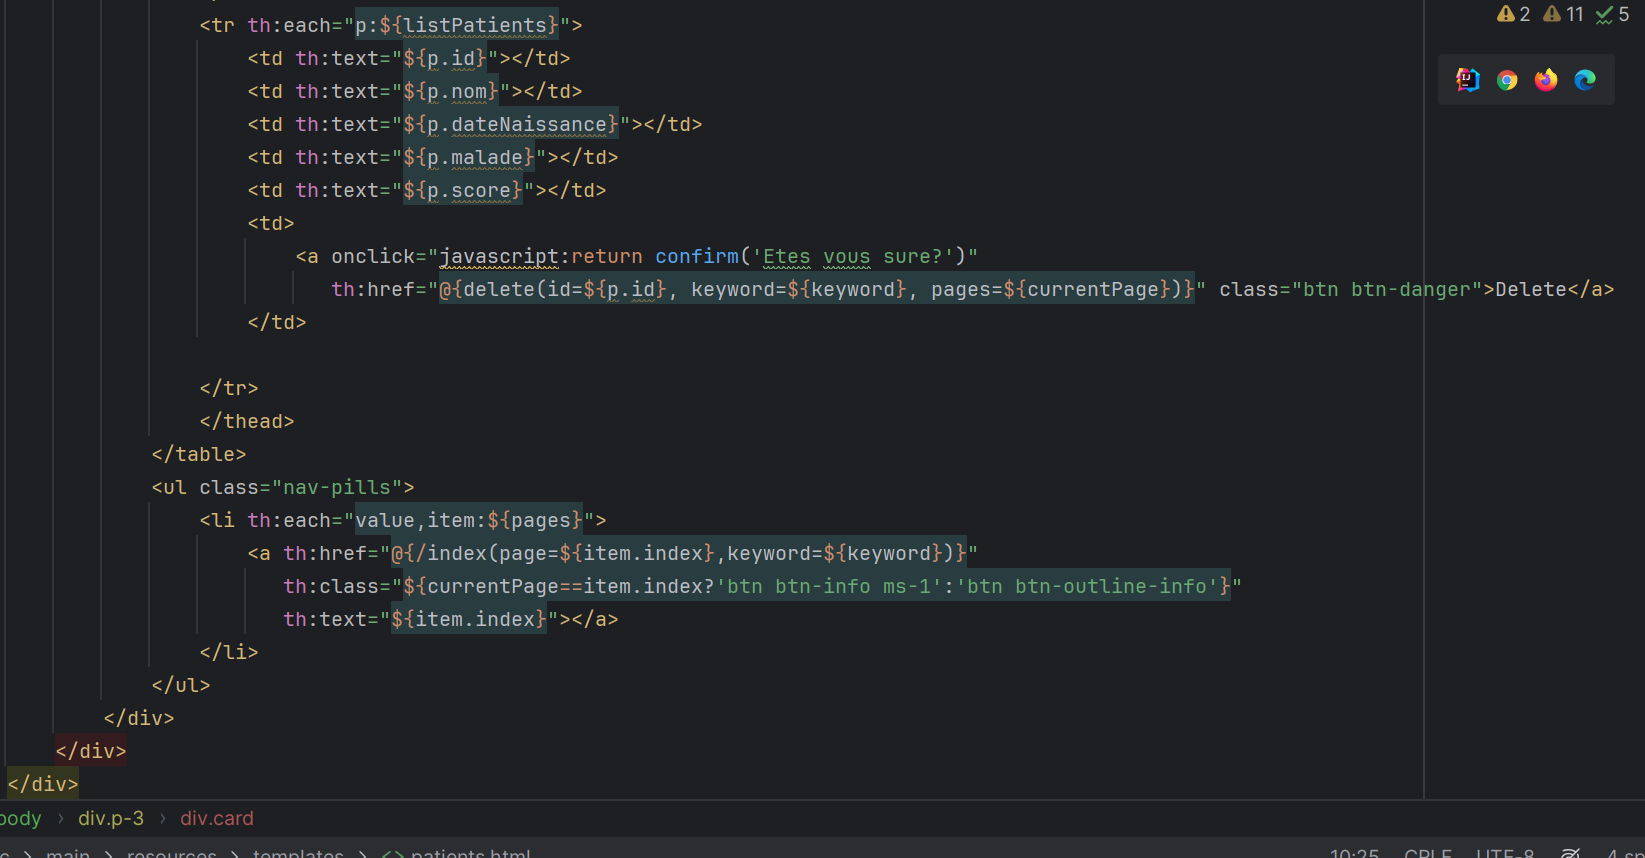 2 11 5
<tr th:each="p:${listPatients}">
<td th:text="${p.id}"></td>
<td th:text="${p.nom}"></td>
<td th:text="${p.dateNaissance}"></td>
<td th:text="${p.malade}"></td>
<td th:text="${p.score}"></td>
<td>
<a onclick="javascript:return confirm('Etes vous sure?')"
th:href="@{delete(id=${p.id}, keyword=${keyword}, pages=${currentPage})}" class="btn btn-danger">Delete</a>
</td>
</tr>
</thead>
</table>
<ul class="nav-pills">
<li th:each="value,item:${pages}">
<a th:href="@{/index(page=${item.index},keyword=${keyword})}"
th:class="${currentPage==item.index?'btn btn-info ms-1':'btn btn-outline-info'}"
th:text="${item.index}"></a>
</li>
</ul>
</div>
</div>
</div>
body › div.p-3 › div.card
c > main > resources > templates > <> patients.html 10:25 CRLF UTF-8 4 sp